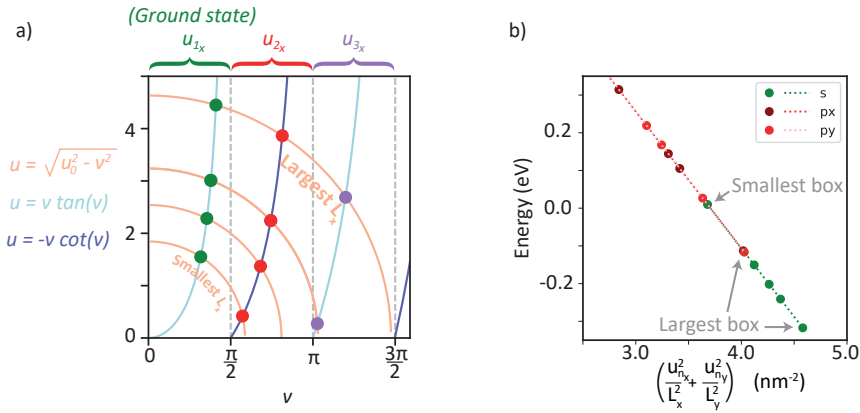 (Ground state)
a)
u1x
u2x
u3x
4
2
0
u = √u0² - v²
u = v tan(v)
u = -v cot(v)
Largest Lx
Smallest Lx
0
π/2
π
3π/2
v
b)
s
px
py
Energy (eV)
0.2
0.0
-0.2
Smallest box
Largest box
3.0
4.0
5.0
(u²nx/L²x + u²ny/L²y) (nm⁻²)